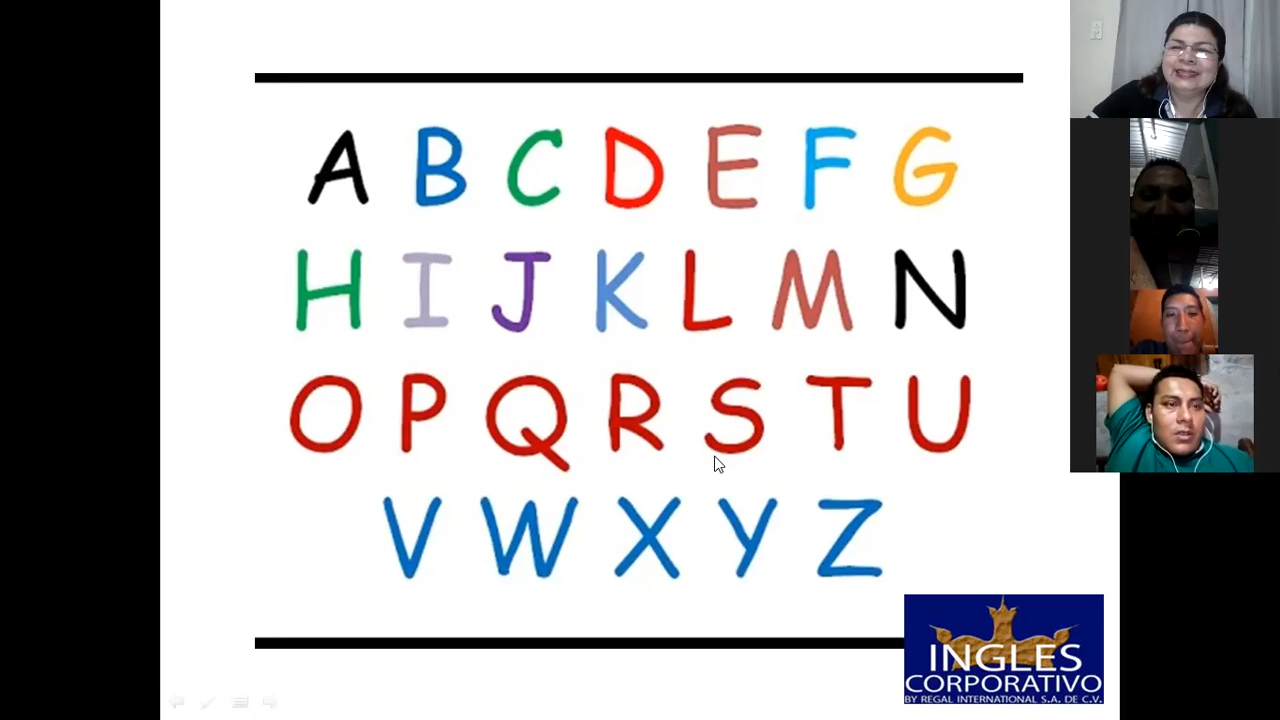 A B C D E F G
H I J K L M N
O P Q R S T U
V W X Y Z
INGLES
CORPORATIVO
BY REGAL INTERNATIONAL S.A. DE C.V.